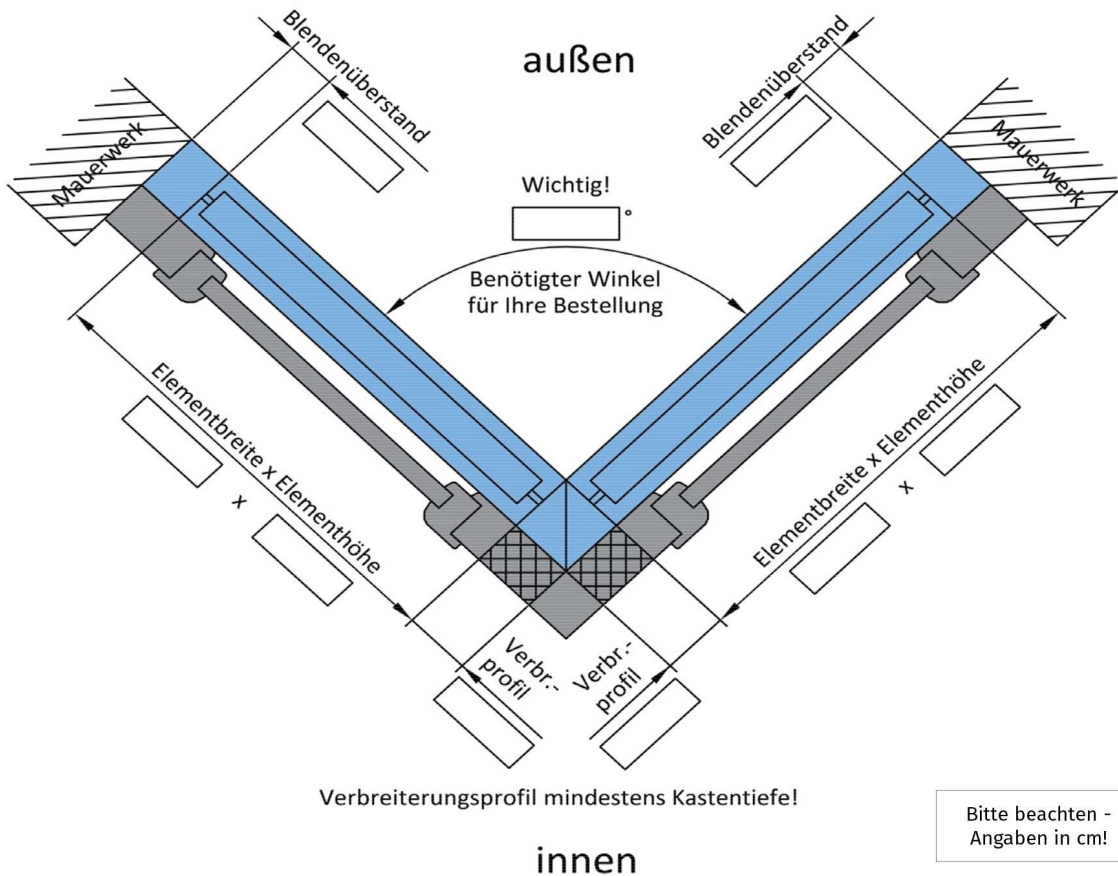 außen
Blendenüberstand
Blendenüberstand
Mauerwerk
Mauerwerk
Wichtig!
°
Benötigter Winkel
für Ihre Bestellung
Elementbreite x Elementhöhe
x
Elementbreite x Elementhöhe
x
Verbr.-
profil
Verbr.-
profil
Verbreiterungsprofil mindestens Kastentiefe!
Bitte beachten -
Angaben in cm!
innen